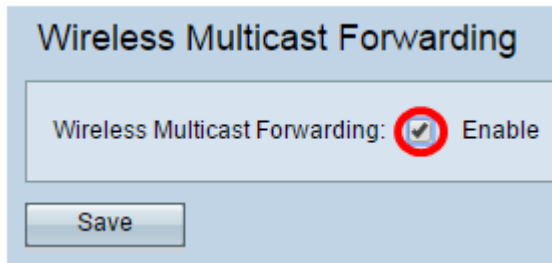 Wireless Multicast Forwarding
Wireless Multicast Forwarding: Enable
Save